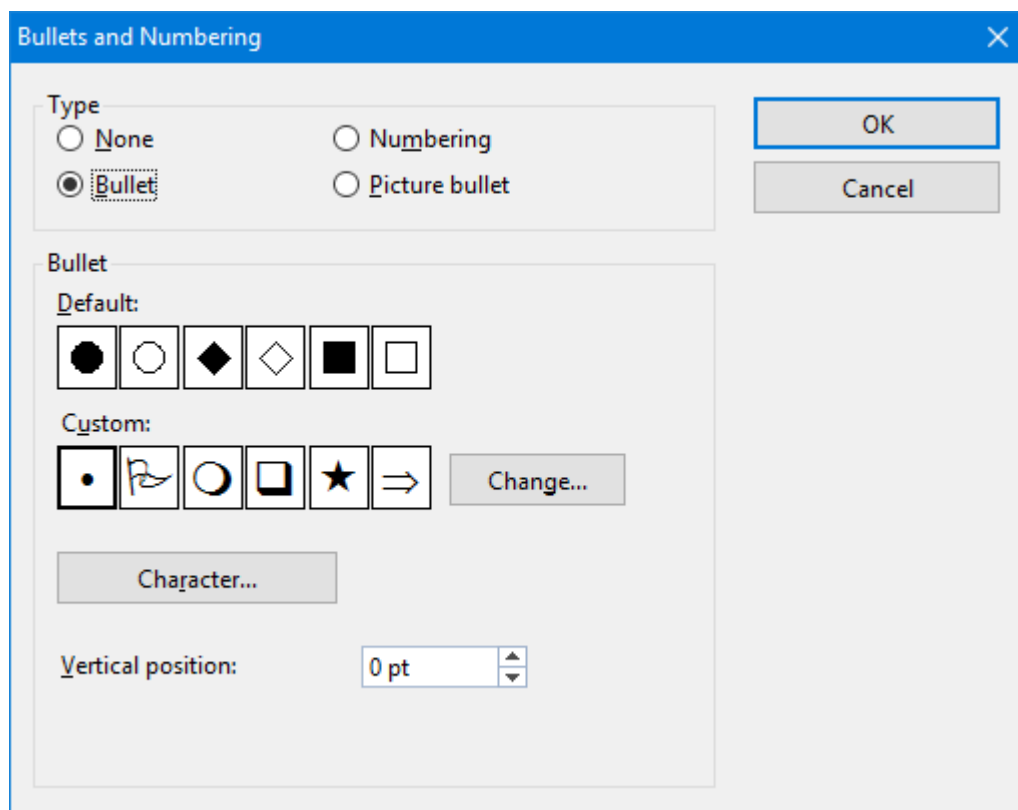 Bullets and Numbering
Type
None
Numbering
Bullet
Picture bullet
OK
Cancel
Bullet
Default:
Custom:
Change...
Character...
Vertical position:
0 pt